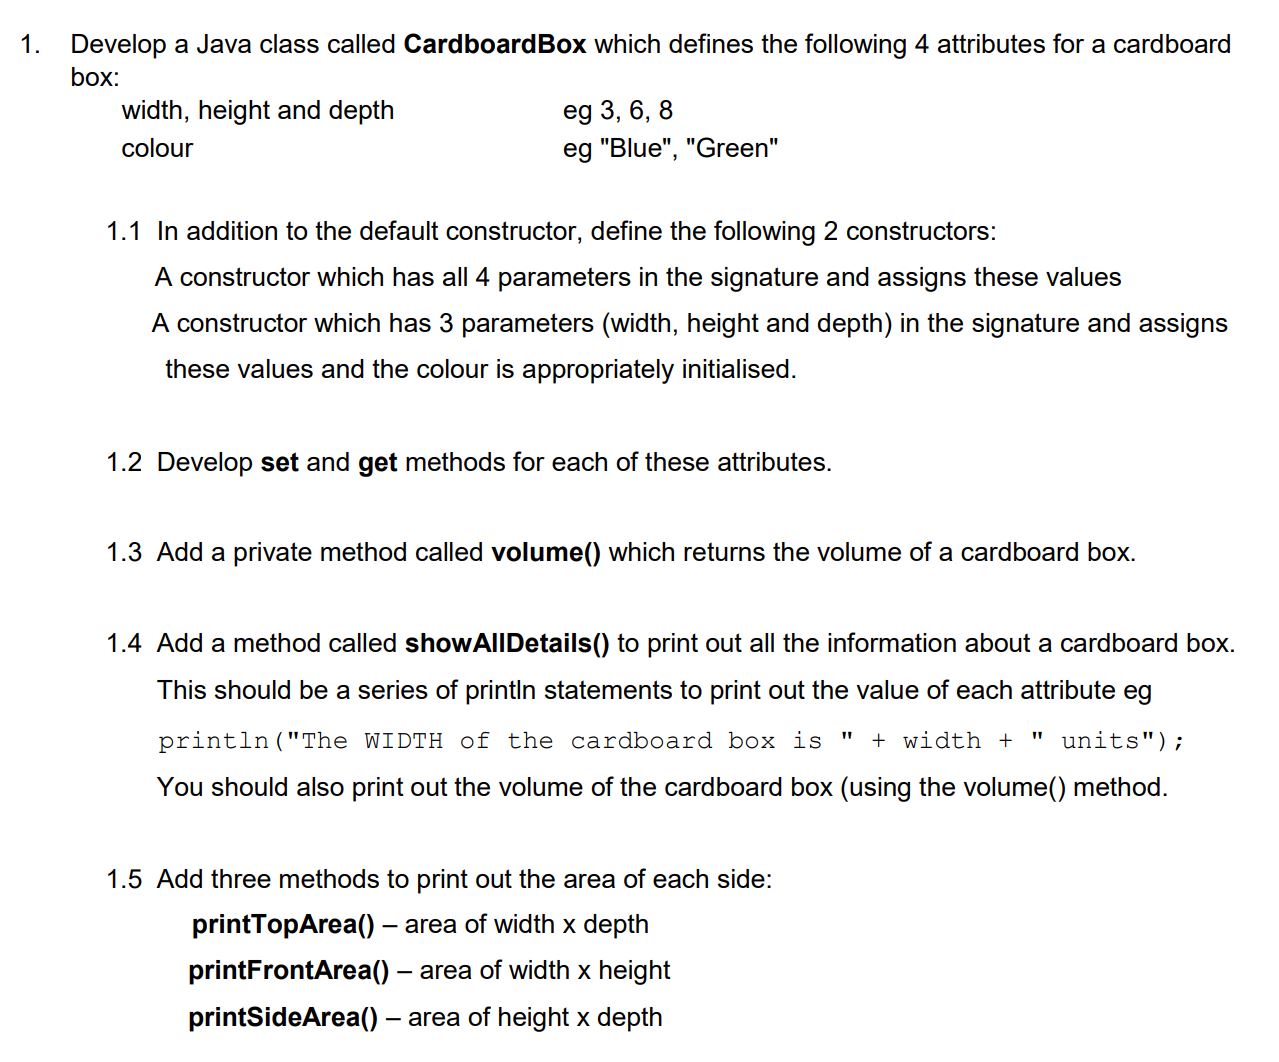 1. Develop a Java class called CardboardBox which defines the following 4 attributes for a cardboard
box:
width, height and depth eg 3, 6, 8
colour eg "Blue", "Green"
1.1 In addition to the default constructor, define the following 2 constructors:
A constructor which has all 4 parameters in the signature and assigns these values
A constructor which has 3 parameters (width, height and depth) in the signature and assigns
these values and the colour is appropriately initialised.
1.2 Develop set and get methods for each of these attributes.
1.3 Add a private method called volume() which returns the volume of a cardboard box.
1.4 Add a method called showAllDetails() to print out all the information about a cardboard box.
This should be a series of println statements to print out the value of each attribute eg
println("The WIDTH of the cardboard box is " + width + " units");
You should also print out the volume of the cardboard box (using the volume() method.
1.5 Add three methods to print out the area of each side:
printTopArea() – area of width x depth
printFrontArea() – area of width x height
printSideArea() – area of height x depth